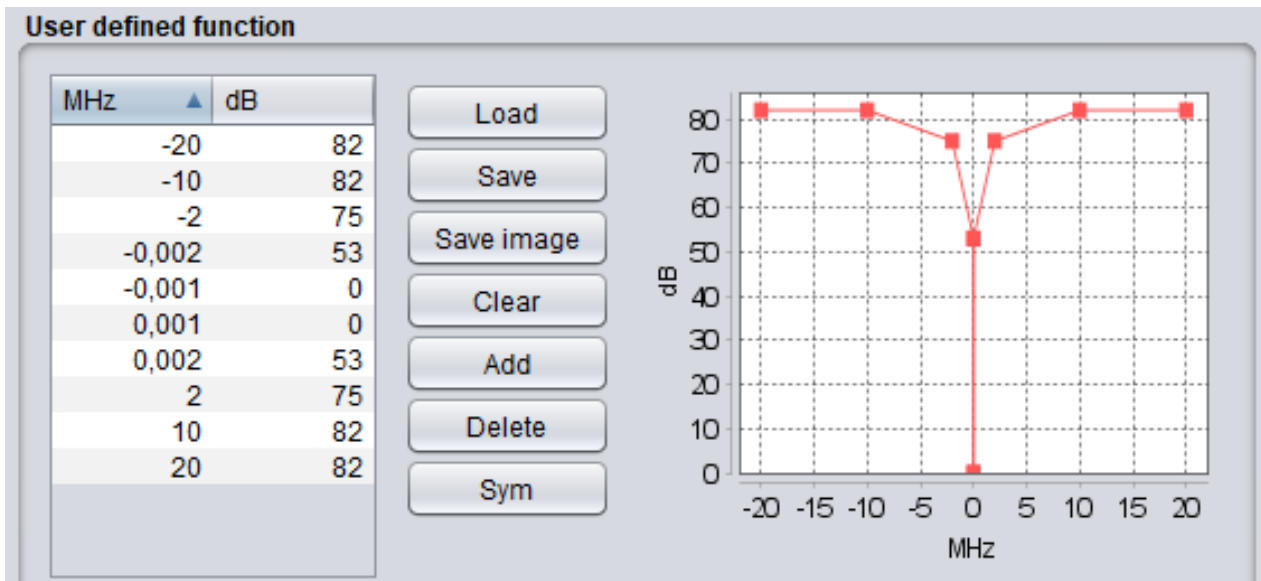 User defined function
MHz dB
-20 82
-10 82
-2 75
-0,002 53
-0,001 0
0,001 0
0,002 53
2 75
10 82
20 82
Load
Save
Save image
Clear
Add
Delete
Sym
dB
80
70
60
50
40
30
20
10
0
-20 -15 -10 -5 0 5 10 15 20
MHz